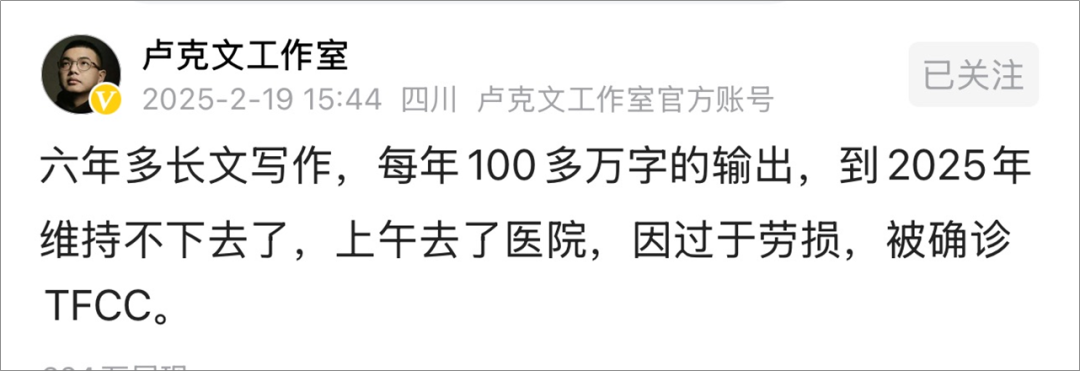 卢克文工作室
已关注
2025-2-19 15:44 四川 卢克文工作室官方账号
六年多长文写作，每年100多万字的输出，到2025年
维持不下去了，上午去了医院，因过于劳损，被确诊
TFCC。